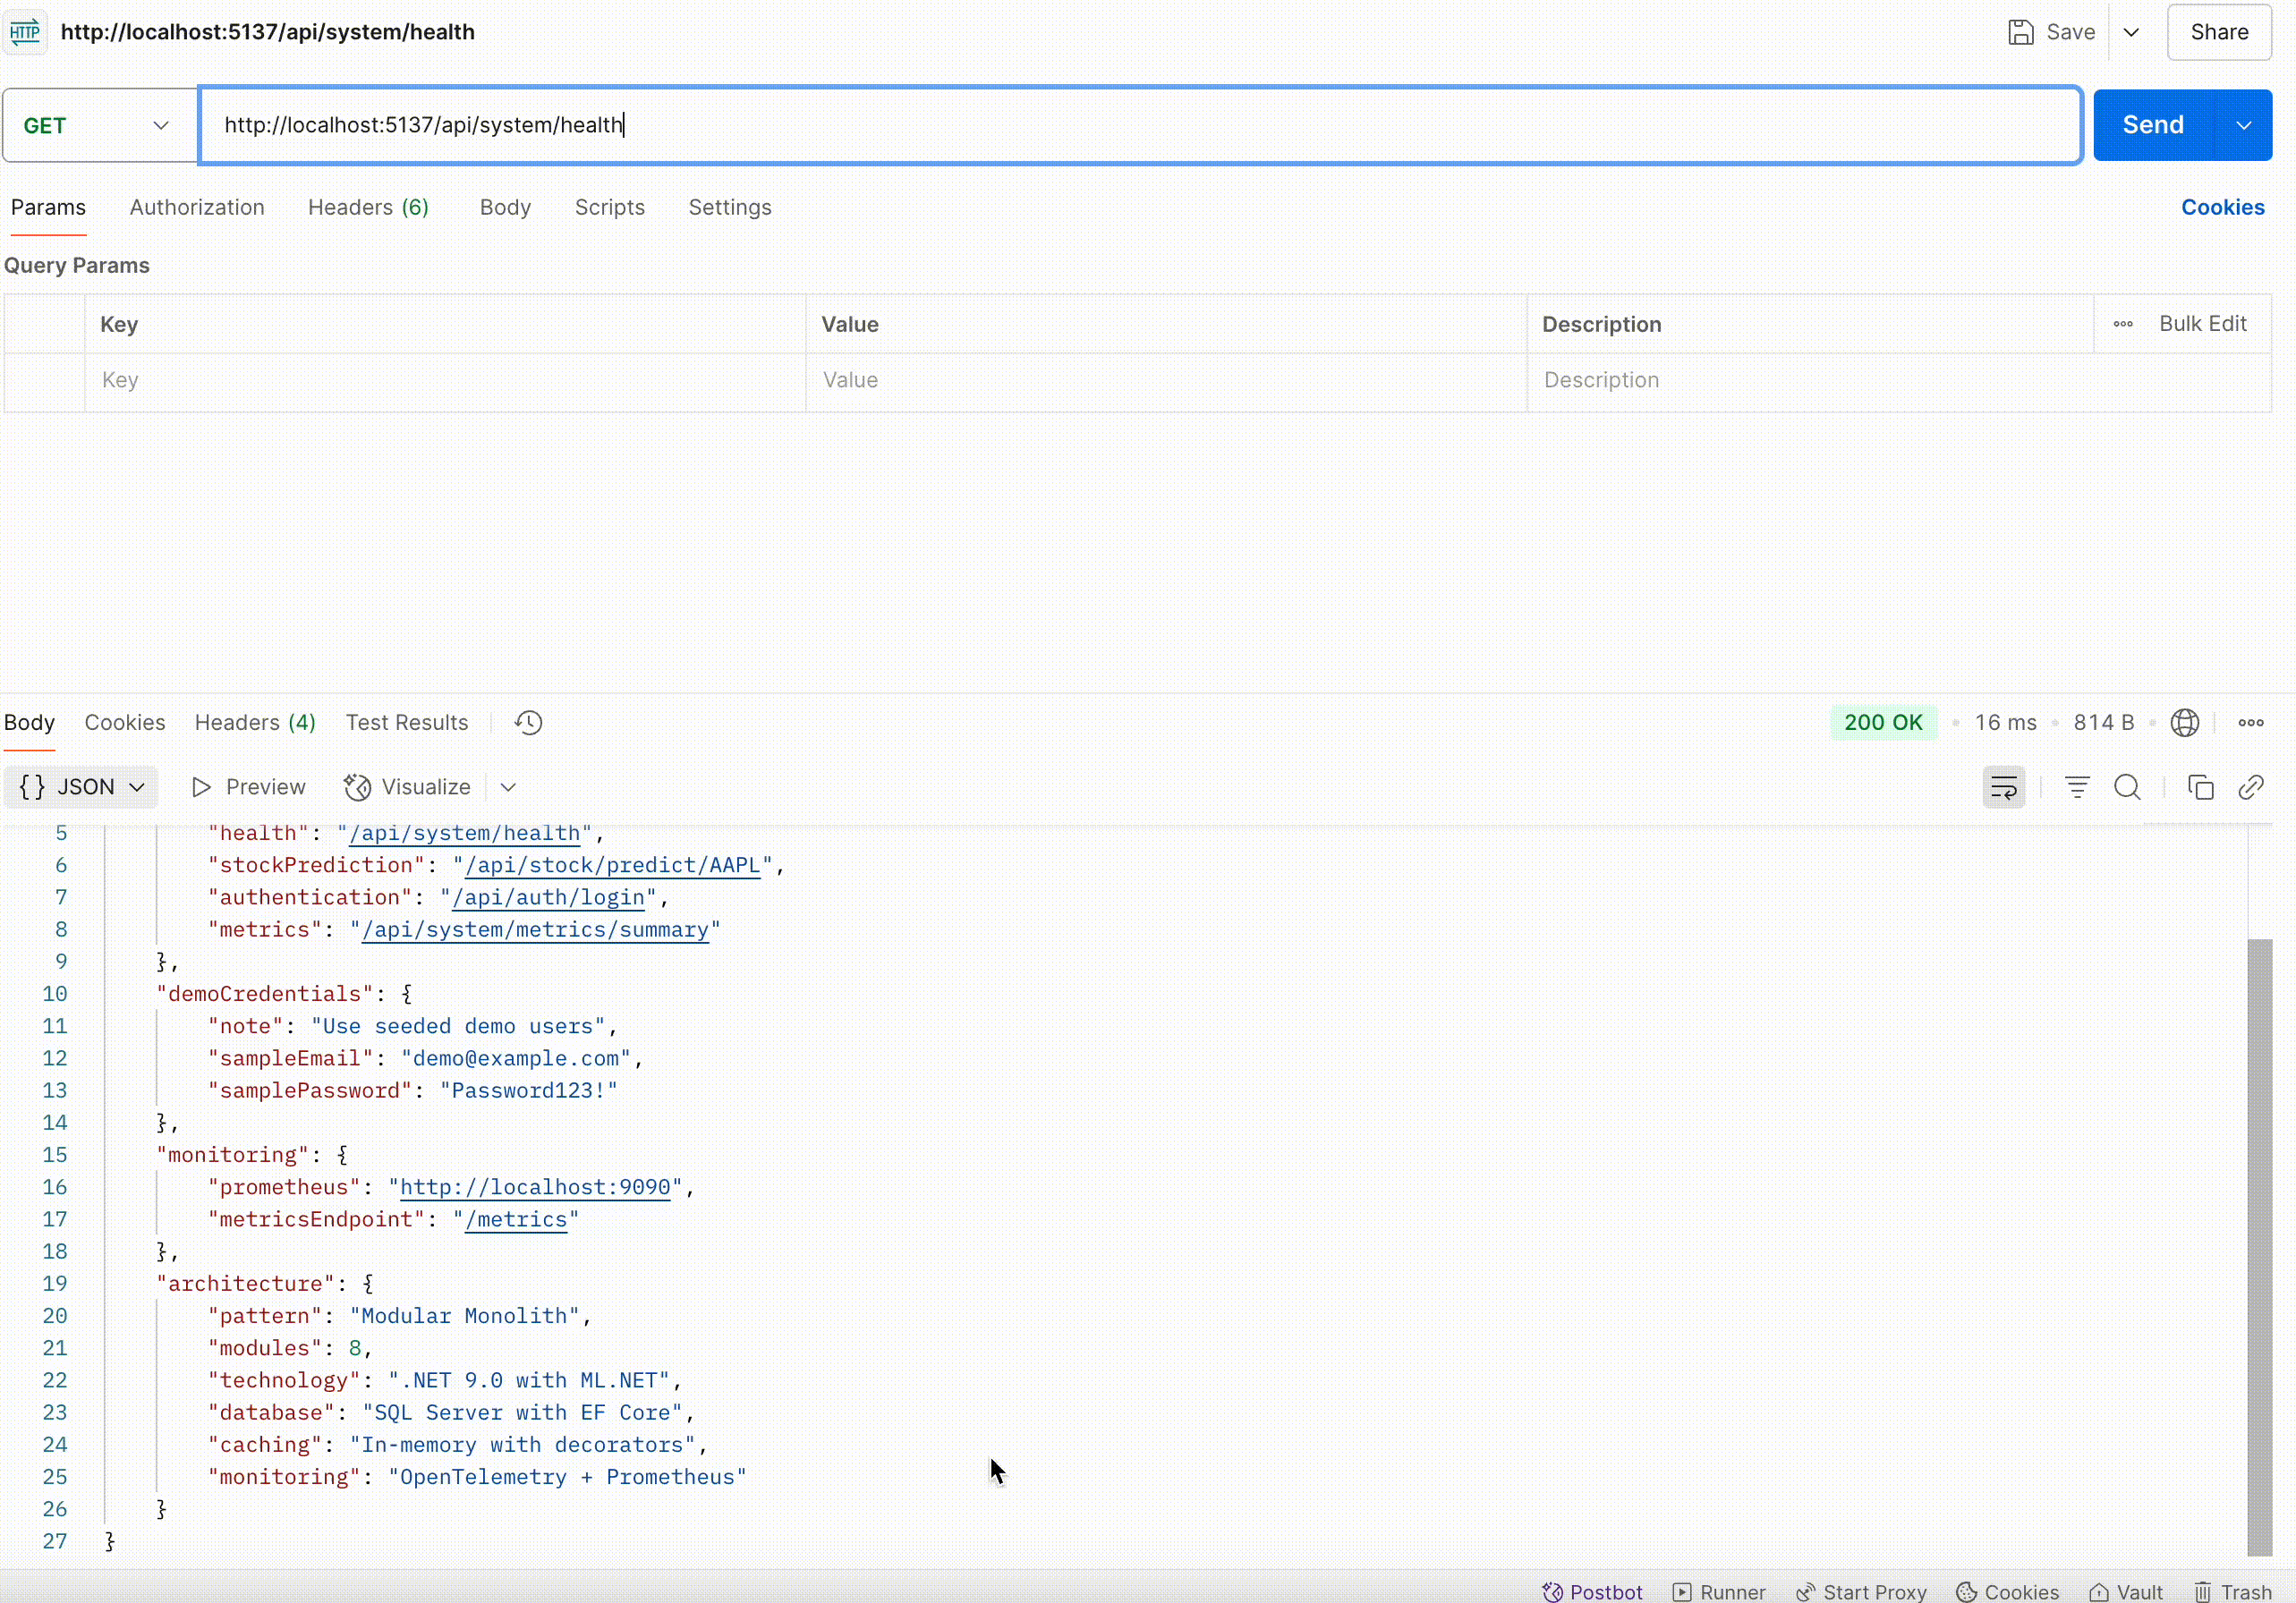 HTTP http://localhost:5137/api/system/health Save Share
GET http://localhost:5137/api/system/health Send
Params Authorization Headers (6) Body Scripts Settings Cookies
Query Params
Key Value Description Bulk Edit
Key Value Description
Body Cookies Headers (4) Test Results 200 OK 16 ms 814 B
{} JSON Preview Visualize
5 "health": "/api/system/health",
6 "stockPrediction": "/api/stock/predict/AAPL",
7 "authentication": "/api/auth/login",
8 "metrics": "/api/system/metrics/summary"
9 },
10 "demoCredentials": {
11 "note": "Use seeded demo users",
12 "sampleEmail": "demo@example.com",
13 "samplePassword": "Password123!"
14 },
15 "monitoring": {
16 "prometheus": "http://localhost:9090",
17 "metricsEndpoint": "/metrics"
18 },
19 "architecture": {
20 "pattern": "Modular Monolith",
21 "modules": 8,
22 "technology": ".NET 9.0 with ML.NET",
23 "database": "SQL Server with EF Core",
24 "caching": "In-memory with decorators",
25 "monitoring": "OpenTelemetry + Prometheus"
26 }
27 }
Postbot Runner Start Proxy Cookies Vault Trash